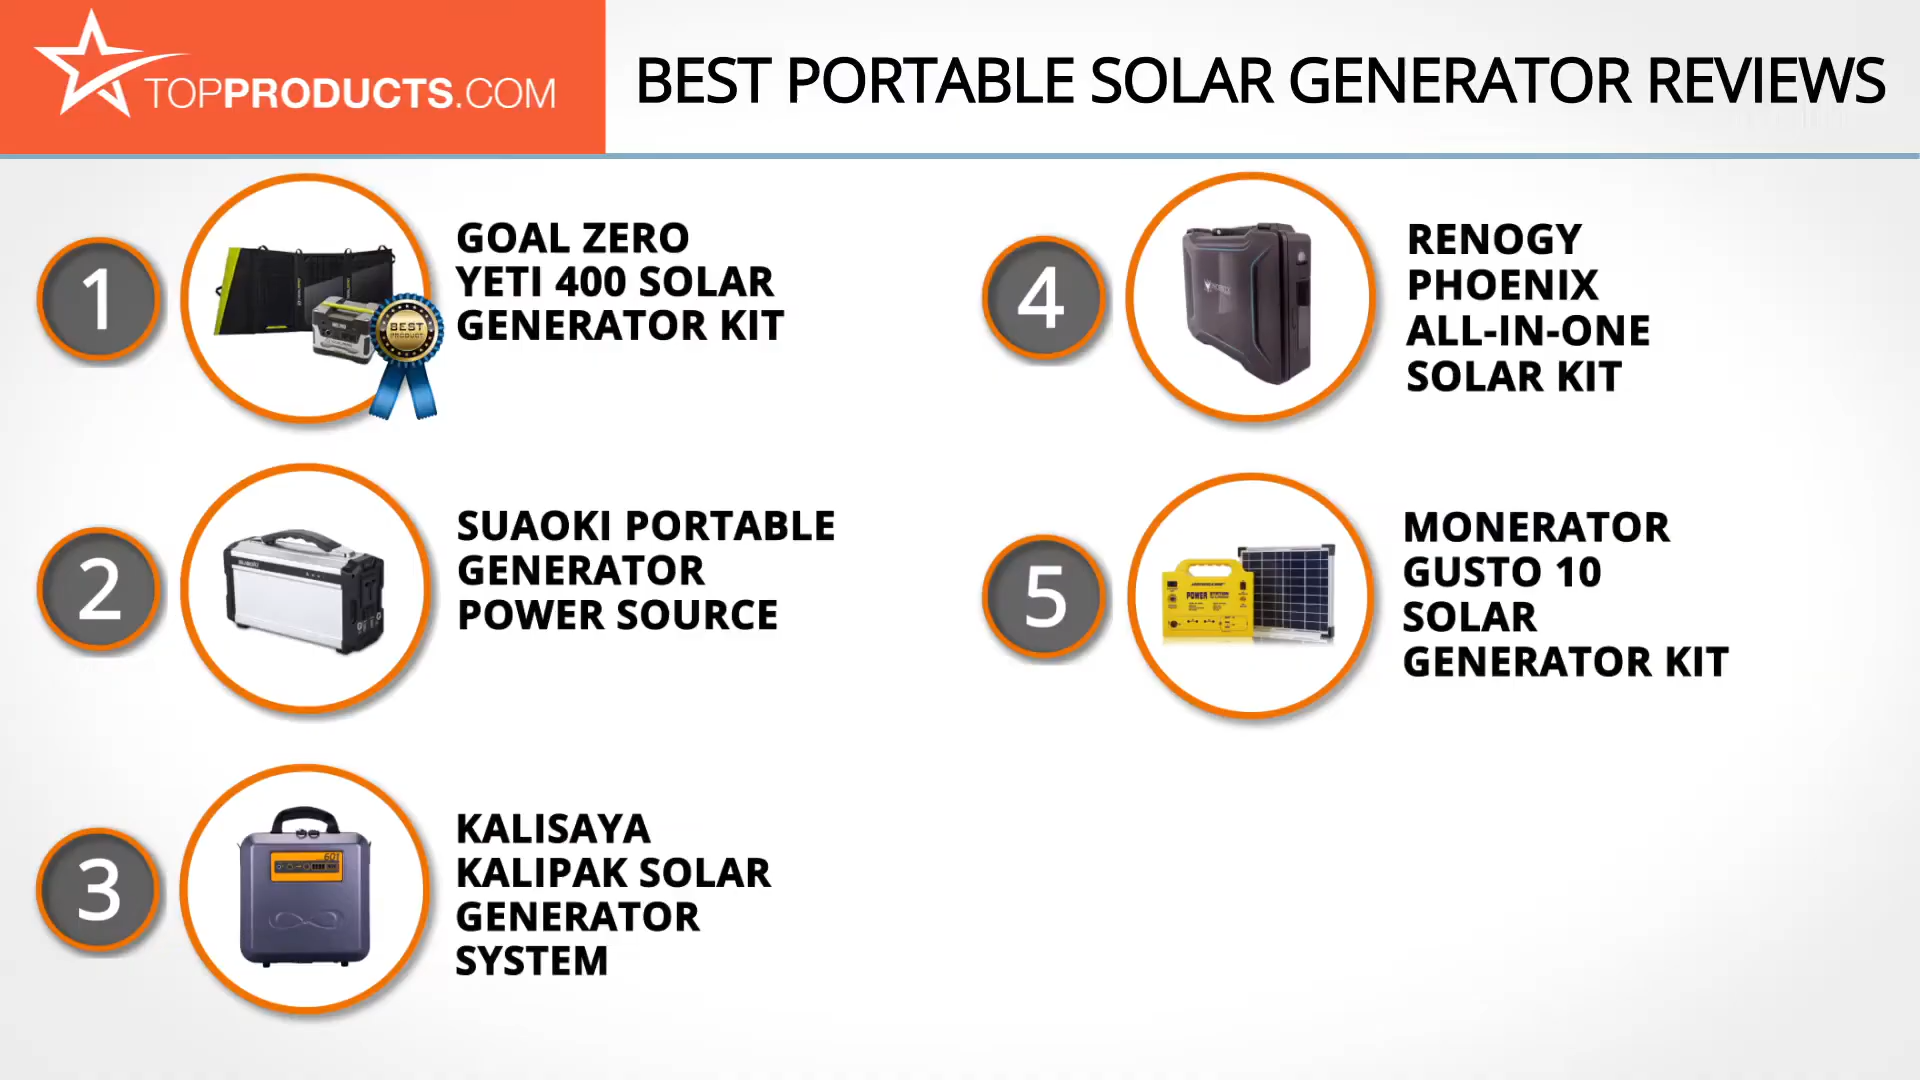 TOPPRODUCTS.COM
BEST PORTABLE SOLAR GENERATOR REVIEWS
1
BEST
PRODUCT
GOAL ZERO
YETI 400 SOLAR
GENERATOR KIT
2
SUAOKI PORTABLE
GENERATOR
POWER SOURCE
3
601
KALISAYA
KALIPAK SOLAR
GENERATOR
SYSTEM
4
RENOGY
PHOENIX
ALL-IN-ONE
SOLAR KIT
5
POWER
MONERATOR
GUSTO 10
SOLAR
GENERATOR KIT